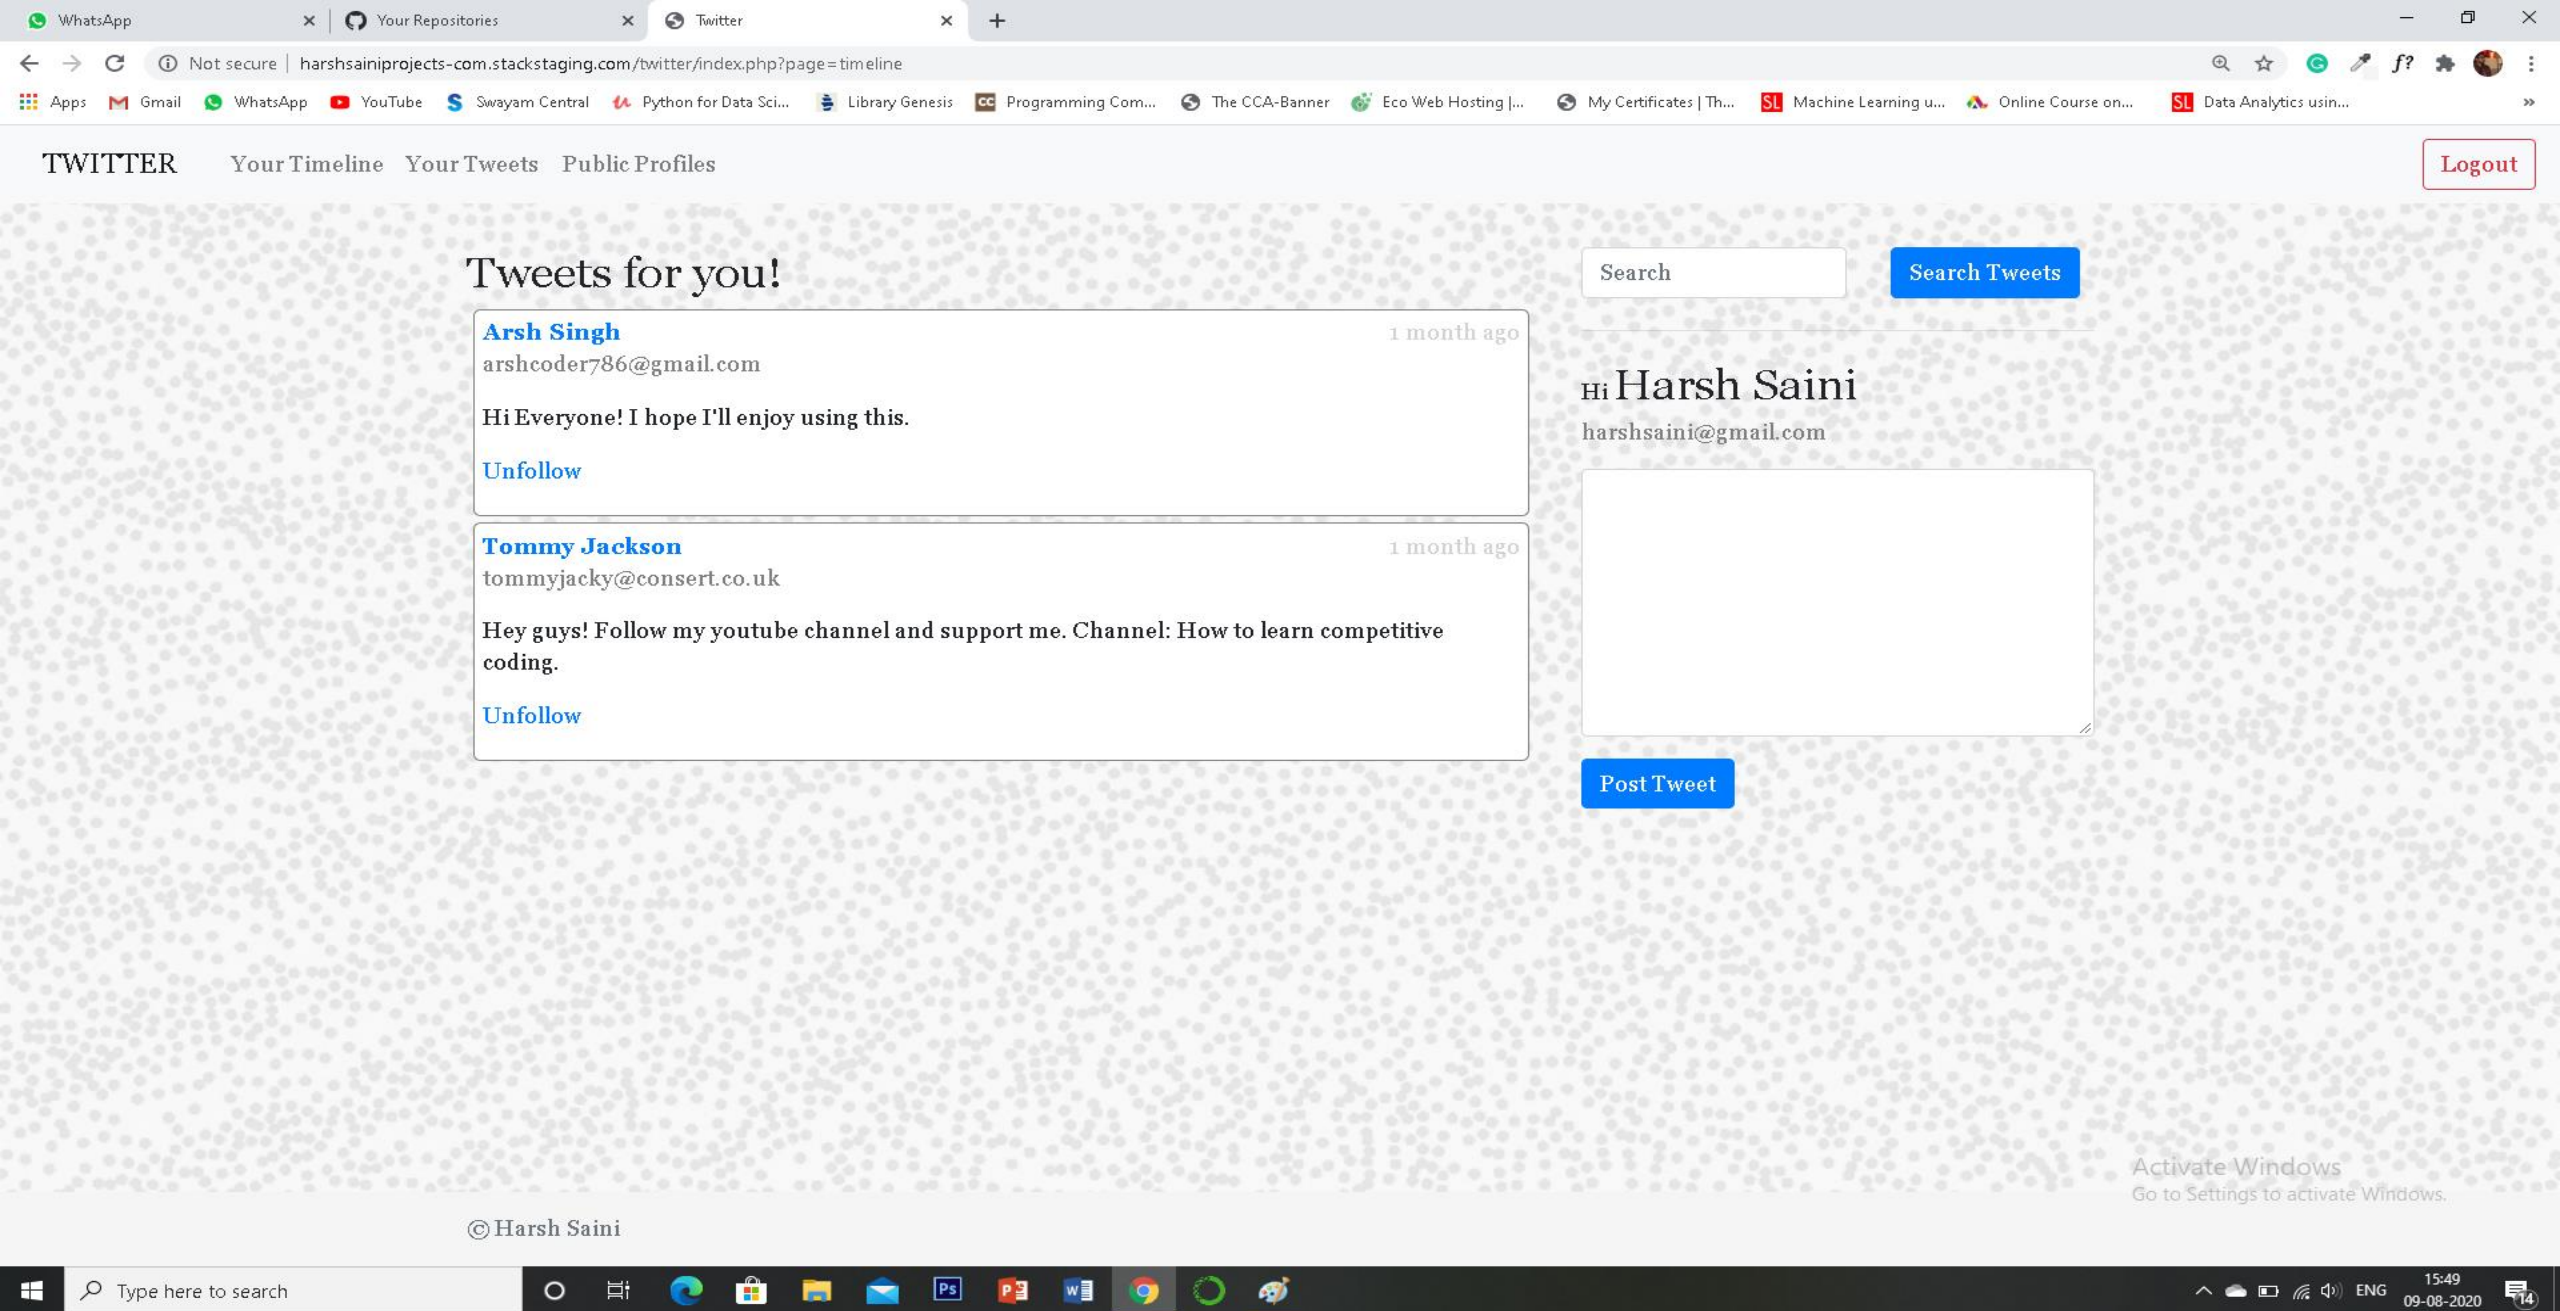 WhatsApp
Your Repositories
Twitter
Not secure | harshsainiprojects-com.stackstaging.com/twitter/index.php?page=timeline
f?
Apps Gmail WhatsApp YouTube Swayam Central Python for Data Sci... Library Genesis Programming Com... The CCA-Banner Eco Web Hosting |... My Certificates | Th... Machine Learning u... Online Course on... Data Analytics usin... »
TWITTER Your Timeline Your Tweets Public Profiles Logout
Tweets for you!
Search Search Tweets
Arsh Singh 1 month ago
arshcoder786@gmail.com
Hi Everyone! I hope I'll enjoy using this.
Unfollow
Tommy Jackson 1 month ago
tommyjacky@consert.co.uk
Hey guys! Follow my youtube channel and support me. Channel: How to learn competitive
coding.
Unfollow
Hi Harsh Saini
harshsaini@gmail.com
Post Tweet
Activate Windows
Go to Settings to activate Windows.
© Harsh Saini
Type here to search
Ps
ENG
15:49
09-08-2020
14